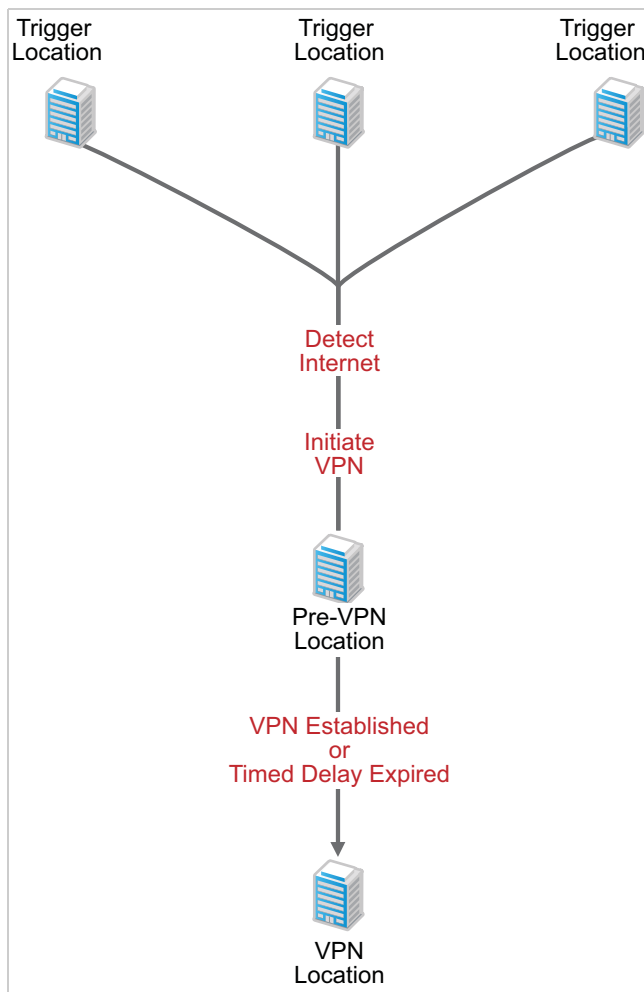 Trigger
Location
Trigger
Location
Trigger
Location
Detect
Internet
Initiate
VPN
Pre-VPN
Location
VPN Established
or
Timed Delay Expired
VPN
Location